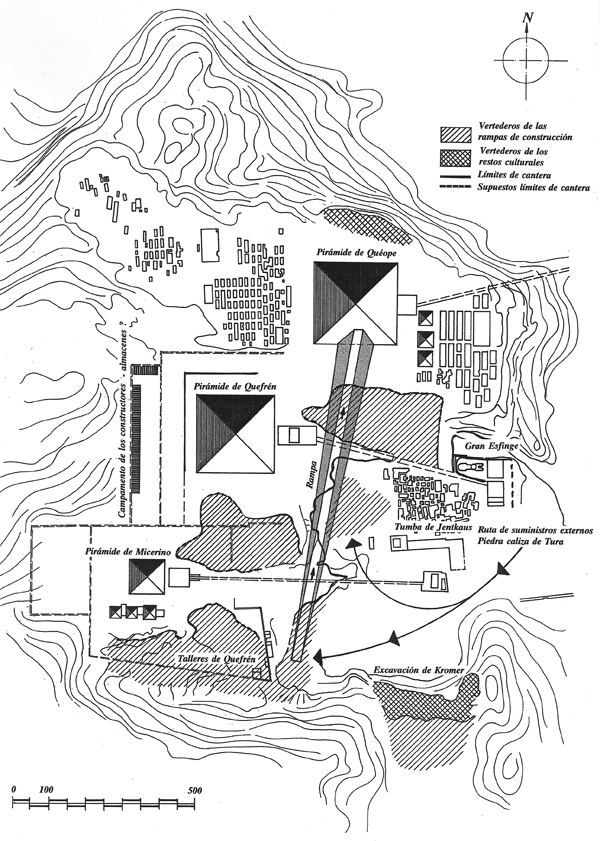 N
Vertederos de las
rampas de construcción
Vertederos de los
restos culturales
Límites de cantera
Supuestos límites de cantera
Pirámide de Quéope
Campamento de los constructores - almacenes ?
Pirámide de Quefrén
Rampa
Gran Esfinge
Tumba de Jentkaus
Ruta de suministros externos
Piedra caliza de Tura
Pirámide de Micerino
Talleres de Quefrén
Excavación de Kromer
0 100 500